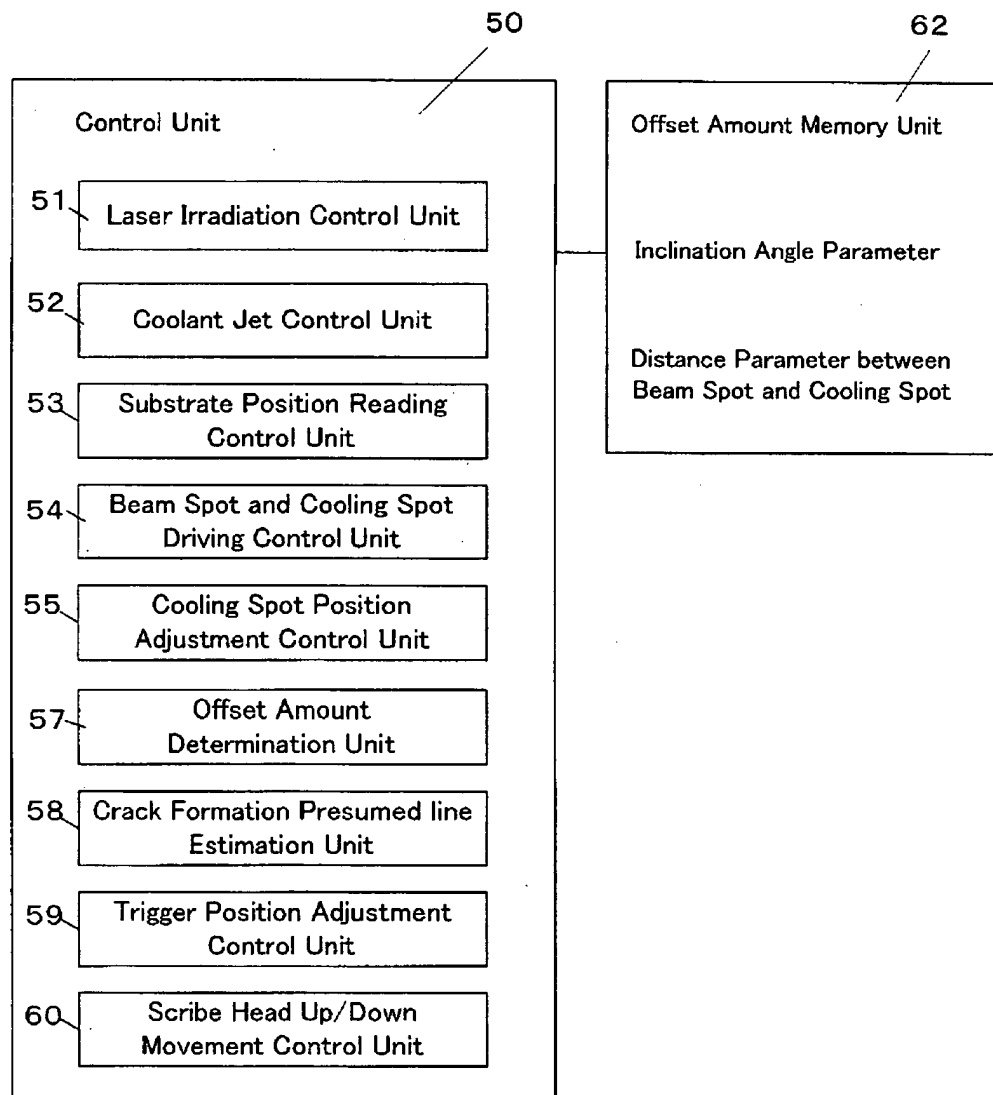 50
62
Control Unit
51
Laser Irradiation Control Unit
52
Coolant Jet Control Unit
53
Substrate Position Reading
Control Unit
54
Beam Spot and Cooling Spot
Driving Control Unit
55
Cooling Spot Position
Adjustment Control Unit
57
Offset Amount
Determination Unit
58
Crack Formation Presumed line
Estimation Unit
59
Trigger Position Adjustment
Control Unit
60
Scribe Head Up/Down
Movement Control Unit
Offset Amount Memory Unit
Inclination Angle Parameter
Distance Parameter between
Beam Spot and Cooling Spot